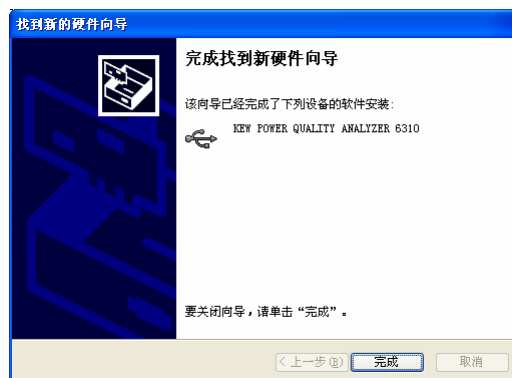 找到新的硬件向导
完成找到新硬件向导
该向导已经完成了下列设备的软件安装:
KEW POWER QUALITY ANALYZER 6310
要关闭向导，请单击“完成”。
< 上一步(B)
完成
取消